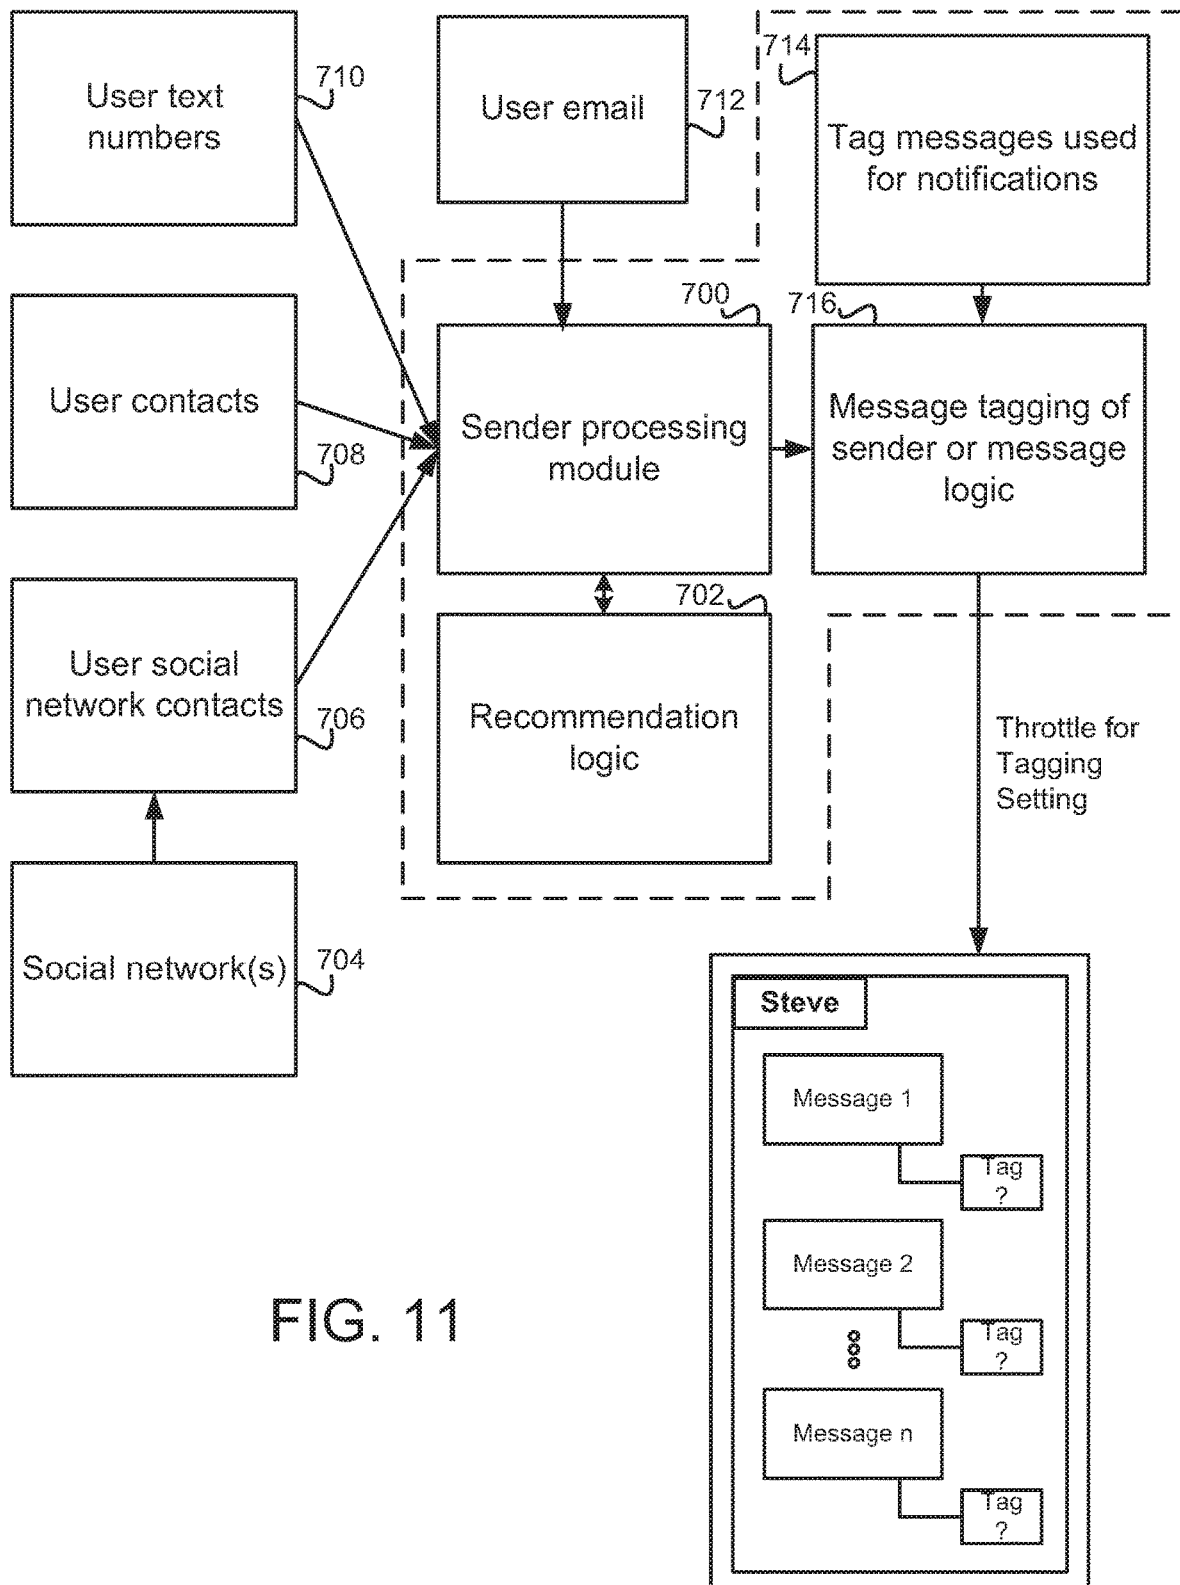 User text
numbers
710
User email
712
714
Tag messages used
for notifications
User contacts
708
700
Sender processing
module
716
Message tagging of
sender or message
logic
User social
network contacts
706
702
Recommendation
logic
Throttle for
Tagging
Setting
Social network(s)
704
Steve
Message 1
Tag
?
Message 2
Tag
?
Message n
Tag
?
FIG. 11